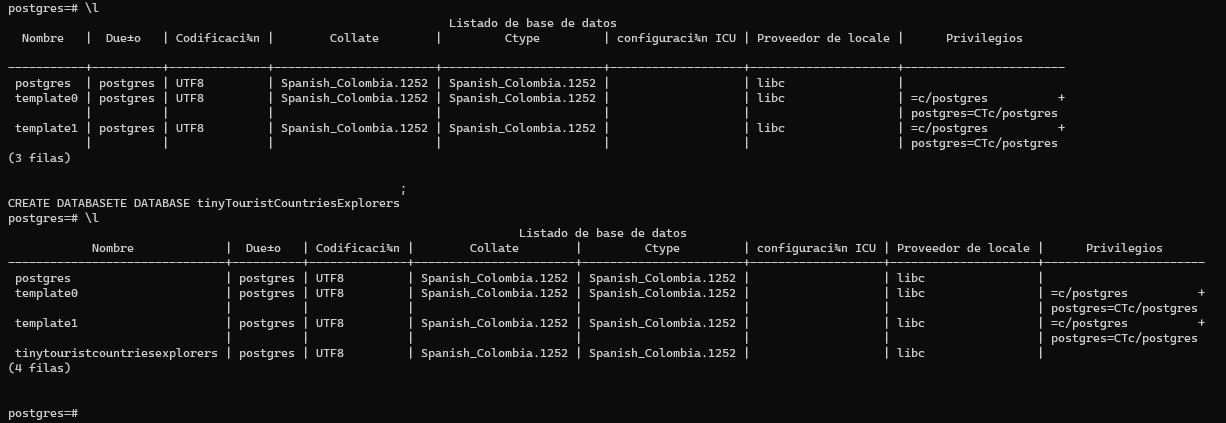 postgres=# \l
Listado de base de datos
Nombre | Due±o | Codificaci¾n | Collate | Ctype | configuraci¾n ICU | Proveedor de locale | Privilegios
-----------+----------+--------------+------------------------+------------------------+-------------------+---------------------+-----------------------
postgres | postgres | UTF8 | Spanish_Colombia.1252 | Spanish_Colombia.1252 | | libc |
template0 | postgres | UTF8 | Spanish_Colombia.1252 | Spanish_Colombia.1252 | | libc | =c/postgres +
| | | | | | | postgres=CTc/postgres
template1 | postgres | UTF8 | Spanish_Colombia.1252 | Spanish_Colombia.1252 | | libc | =c/postgres +
| | | | | | | postgres=CTc/postgres
(3 filas)
;
CREATE DATABASETE DATABASE tinyTouristCountriesExplorers
postgres=# \l
Listado de base de datos
Nombre | Due±o | Codificaci¾n | Collate | Ctype | configuraci¾n ICU | Proveedor de locale | Privilegios
-------------------------------+----------+--------------+------------------------+------------------------+-------------------+---------------------+-----------------------
postgres | postgres | UTF8 | Spanish_Colombia.1252 | Spanish_Colombia.1252 | | libc |
template0 | postgres | UTF8 | Spanish_Colombia.1252 | Spanish_Colombia.1252 | | libc | =c/postgres +
| | | | | | | postgres=CTc/postgres
template1 | postgres | UTF8 | Spanish_Colombia.1252 | Spanish_Colombia.1252 | | libc | =c/postgres +
| | | | | | | postgres=CTc/postgres
tinytouristcountriesexplorers | postgres | UTF8 | Spanish_Colombia.1252 | Spanish_Colombia.1252 | | libc |
(4 filas)
postgres=#